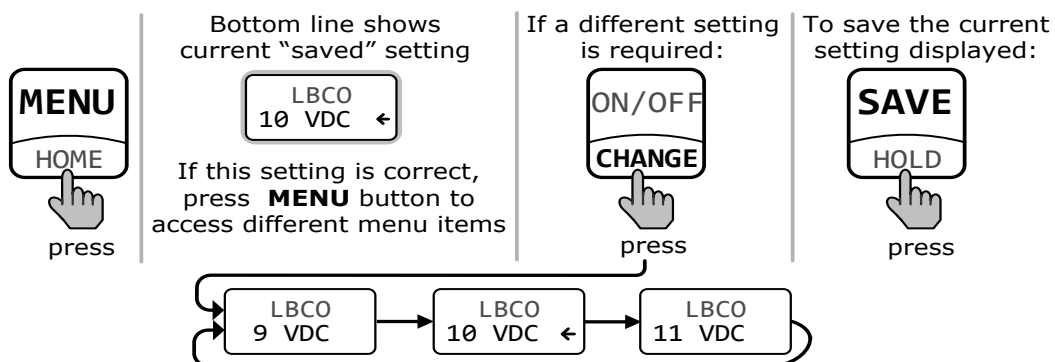 MENU
HOME
press
Bottom line shows
current “saved” setting
LBCO
10 VDC ←
If this setting is correct,
press MENU button to
access different menu items
If a different setting
is required:
ON/OFF
CHANGE
press
To save the current
setting displayed:
SAVE
HOLD
press
LBCO
9 VDC
LBCO
10 VDC ←
LBCO
11 VDC